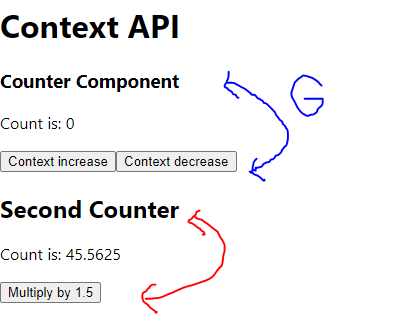 Context API
Counter Component
G
Count is: 0
Context increase Context decrease
Second Counter
Count is: 45.5625
Multiply by 1.5